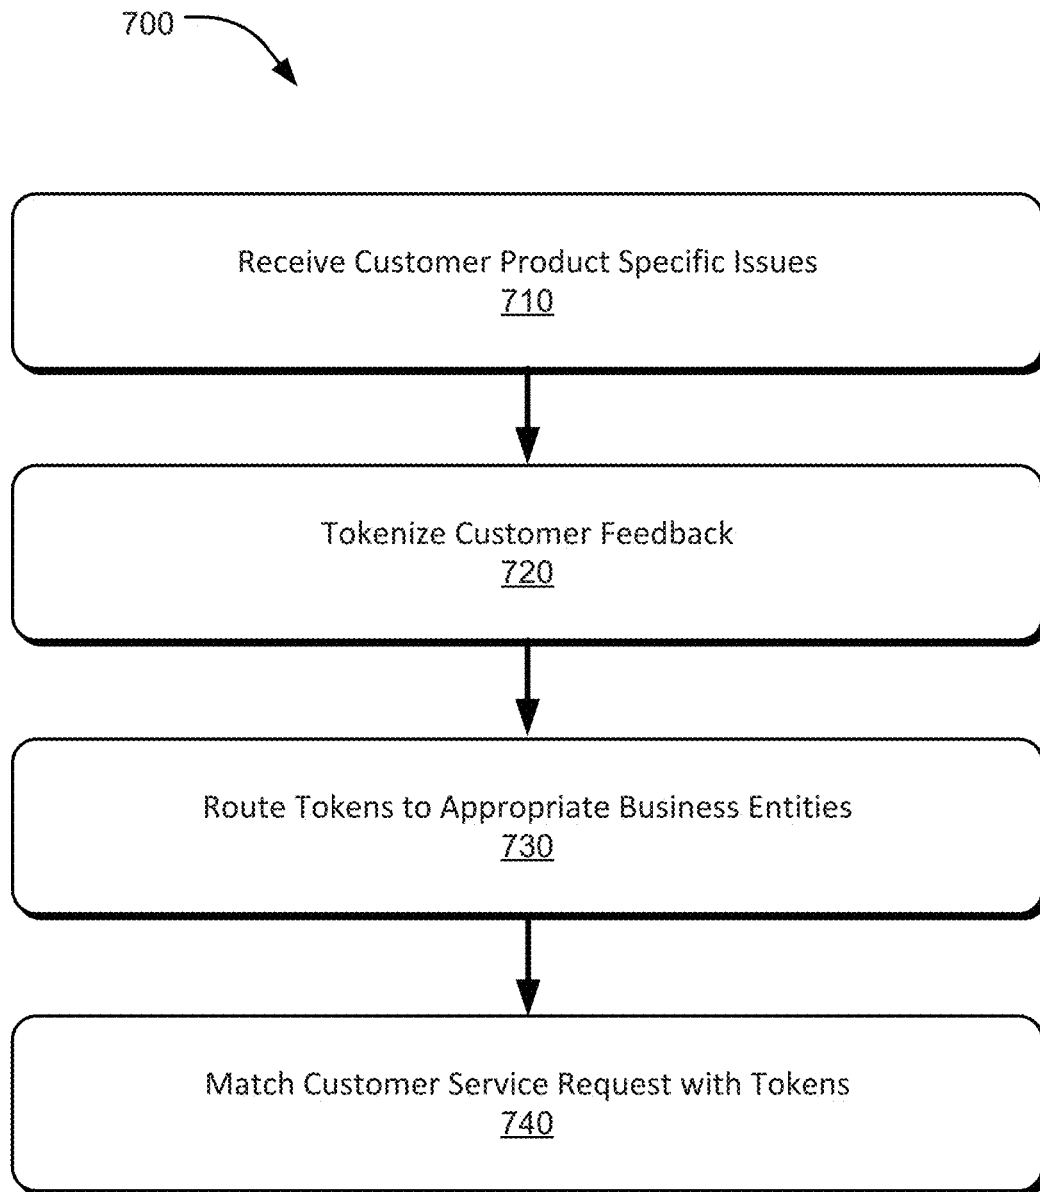 700
Receive Customer Product Specific Issues
710
Tokenize Customer Feedback
720
Route Tokens to Appropriate Business Entities
730
Match Customer Service Request with Tokens
740